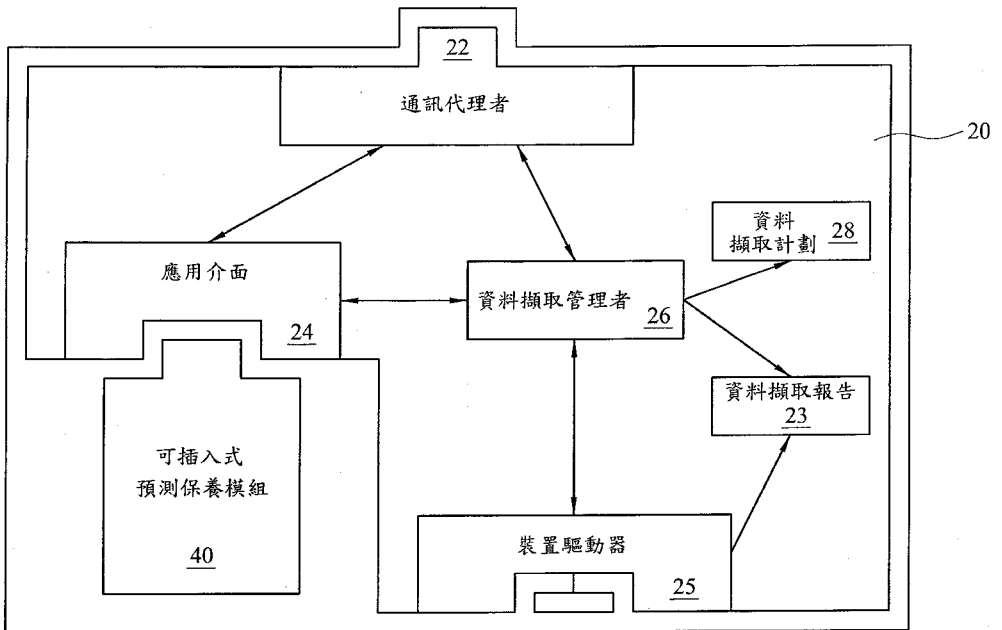 22
通訊代理者
20
資料
擷取計劃 28
應用介面
24
資料擷取管理者
26
資料擷取報告
23
可插入式
預測保養模組
40
裝置驅動器
25